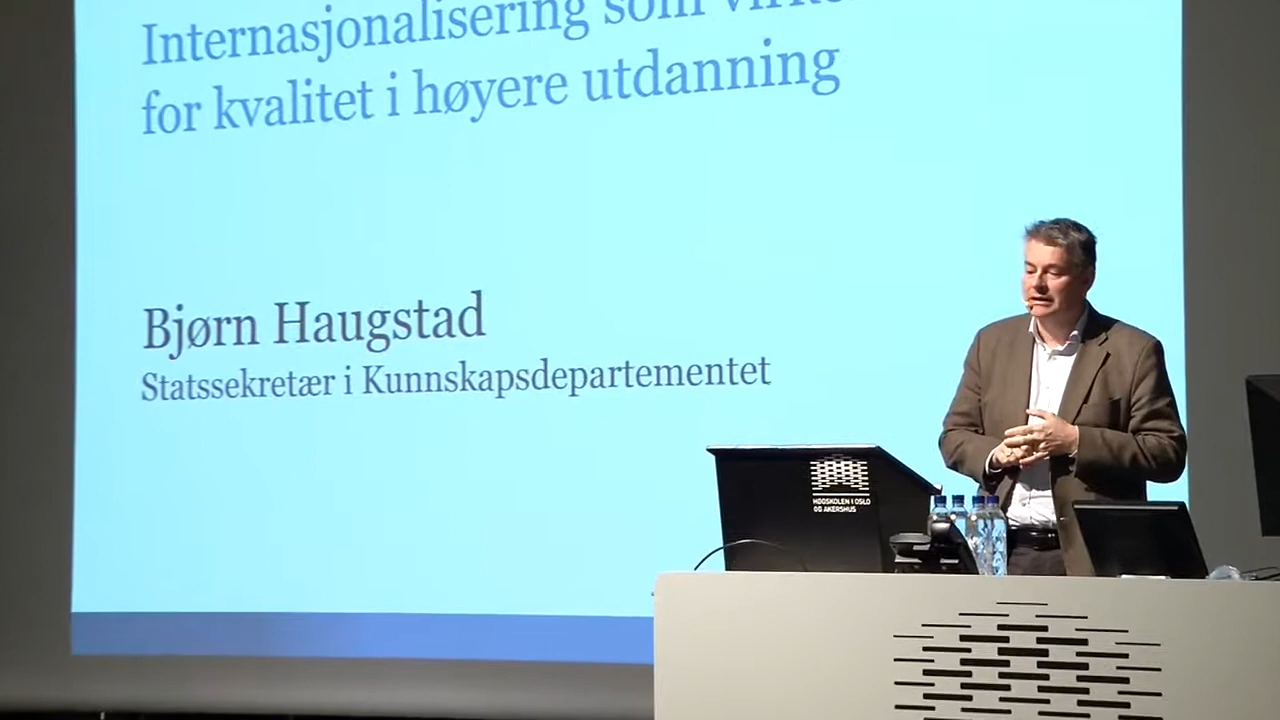 Internasjonalisering som
for kvalitet i høyere utdanning
Bjørn Haugstad
Statssekretær i Kunnskapsdepartementet
HØGSKOLEN I OSLO
OG AKERSHUS